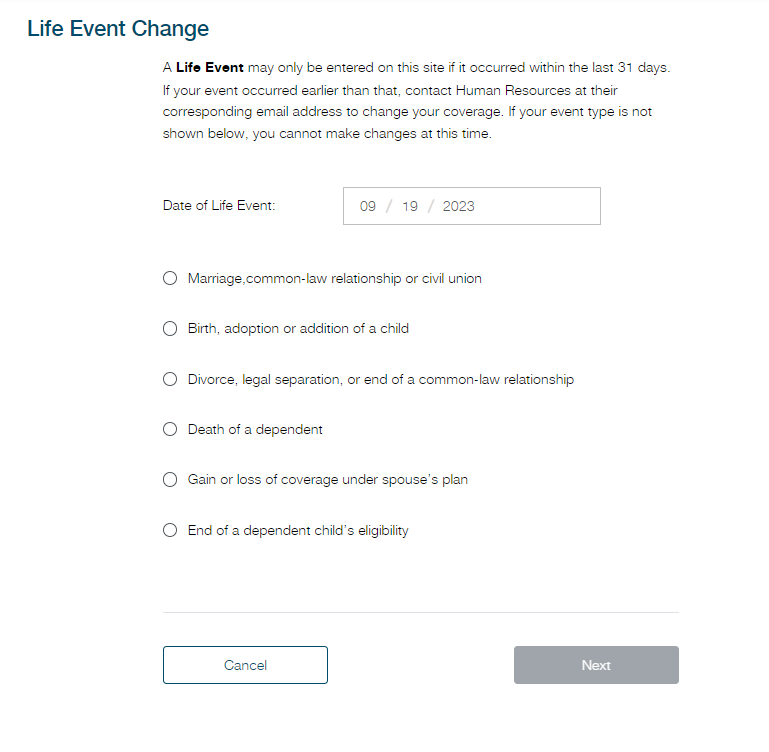 Life Event Change
A Life Event may only be entered on this site if it occurred within the last 31 days.
If your event occurred earlier than that, contact Human Resources at their
corresponding email address to change your coverage. If your event type is not
shown below, you cannot make changes at this time.
Date of Life Event:
09 / 19 / 2023
Marriage,common-law relationship or civil union
Birth, adoption or addition of a child
Divorce, legal separation, or end of a common-law relationship
Death of a dependent
Gain or loss of coverage under spouse's plan
End of a dependent child's eligibility
Cancel
Next